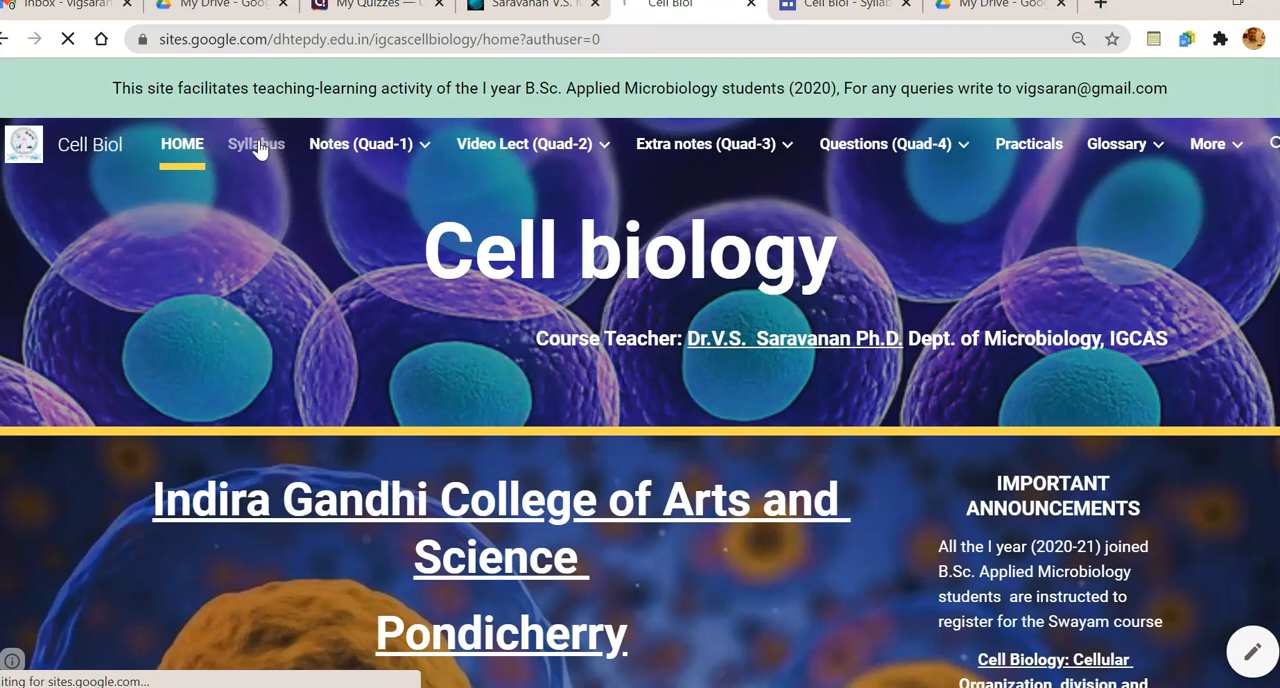 Inbox - vigsaran
My Drive - Goog
My Quizzes —
Saravanan V.S.
Cell Biol
Cell Biol - Syllab
My Drive - Goog
sites.google.com/dhtepdy.edu.in/igcascellbiology/home?authuser=0
This site facilitates teaching-learning activity of the I year B.Sc. Applied Microbiology students (2020), For any queries write to vigsaran@gmail.com
Cell Biol HOME Syllabus Notes (Quad-1) Video Lect (Quad-2) Extra notes (Quad-3) Questions (Quad-4) Practicals Glossary More
Cell biology
Course Teacher: Dr.V.S. Saravanan Ph.D. Dept. of Microbiology, IGCAS
Indira Gandhi College of Arts and
Science
Pondicherry
IMPORTANT
ANNOUNCEMENTS
All the I year (2020-21) joined
B.Sc. Applied Microbiology
students are instructed to
register for the Swayam course
Cell Biology: Cellular
Organization, division and
iting for sites.google.com...